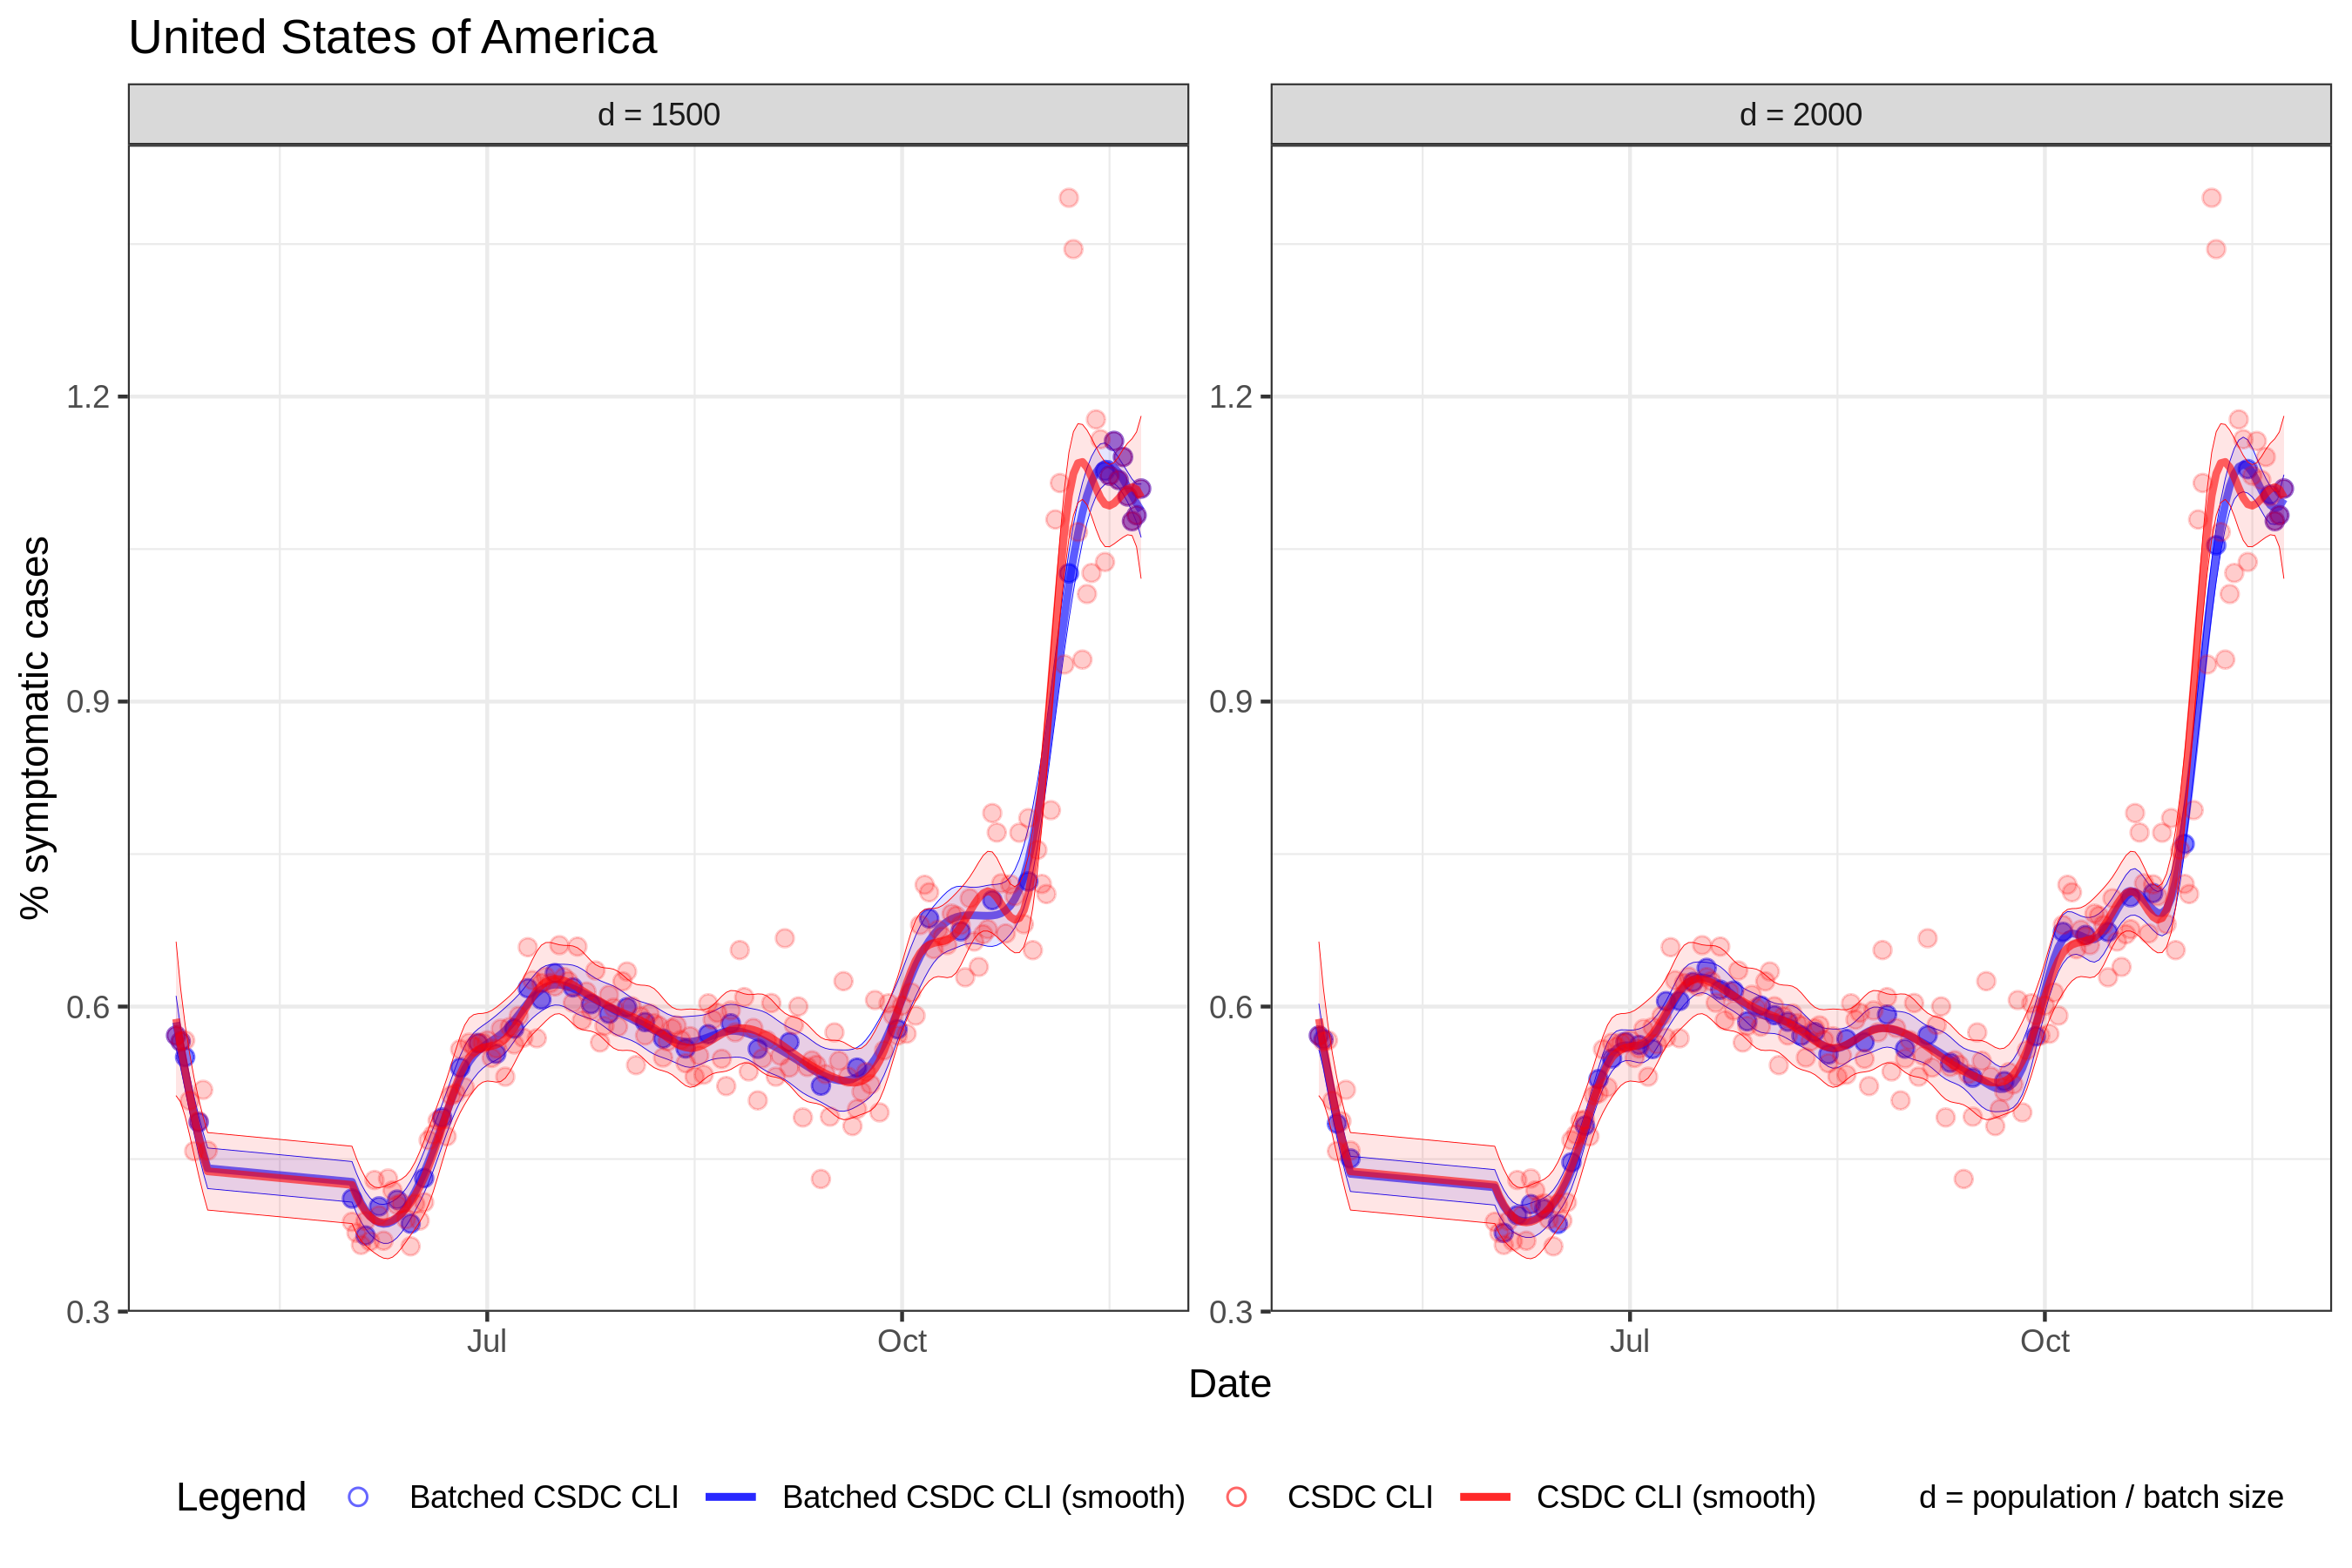 United States of America
d = 1500
d = 2000
% symptomatic cases
1.2
0.9
0.6
0.3
1.2
0.9
0.6
0.3
Jul
Oct
Jul
Oct
Date
Legend
Batched CSDC CLI
Batched CSDC CLI (smooth)
CSDC CLI
CSDC CLI (smooth)
d = population / batch size